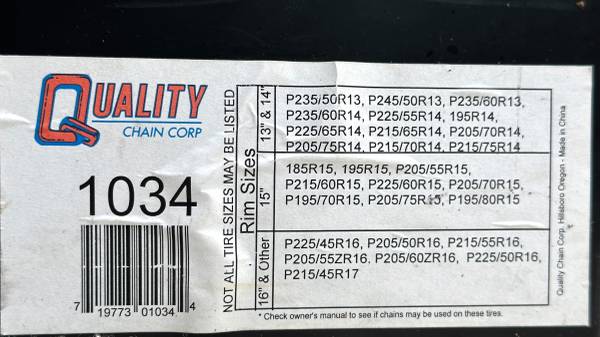 QUALITY
CHAIN CORP
1034
7 19773 01034 4
NOT ALL TIRE SIZES MAY BE LISTED
Rim Sizes
13" & 14"
P235/50R13, P245/50R13, P235/60R13,
P235/60R14, P225/55R14, 195R14,
P225/65R14, P215/65R14, P205/70R14,
P205/75R14, P215/70R14, P215/75R14
15"
185R15, 195R15, P205/55R15,
P215/60R15, P225/60R15, P205/70R15,
P195/70R15, P205/75R15, P195/80R15
16" & Other
P225/45R16, P205/50R16, P215/55R16,
P205/55ZR16, P205/60ZR16, P225/50R16,
P215/45R17
* Check owner's manual to see if chains may be used on these tires.
Quality Chain Corp. Hillsboro Oregon - Made in China